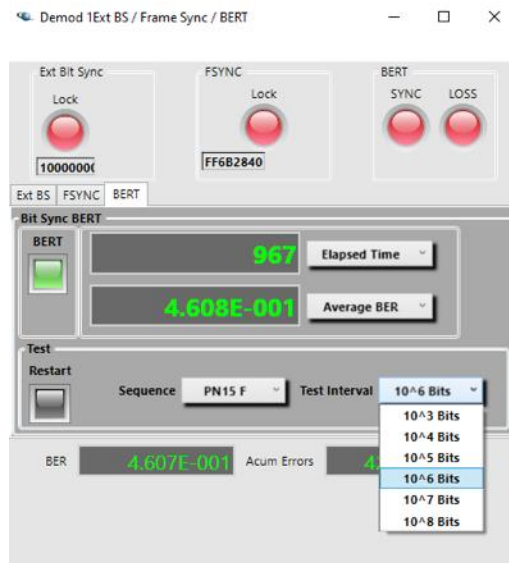 Demod 1Ext BS / Frame Sync / BERT
Ext Bit Sync
FSYNC
BERT
Lock
Lock
SYNC LOSS
FF6B2840
Ext BS FSYNC BERT
Bit Sync BERT
BERT
967 Elapsed Time
4.608E-001 Average BER
Test
Restart
Sequence PN15 F Test Interval 10^6 Bits
10^3 Bits
10^4 Bits
10^5 Bits
10^6 Bits
10^7 Bits
10^8 Bits
BER 4.607E-001 Acum Errors